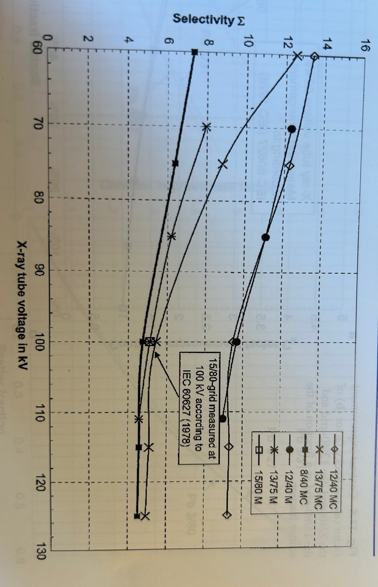 Selectivity Σ
16
14
12
10
8
6
4
2
0
60
70
80
90
100
110
120
130
X-ray tube voltage in kV
12/40 MC
13/75 MC
8/40 MC
12/40 M
13/75 M
15/80 M
15/80-grid measured at
100 kV according to
IEC 60627 (1978)